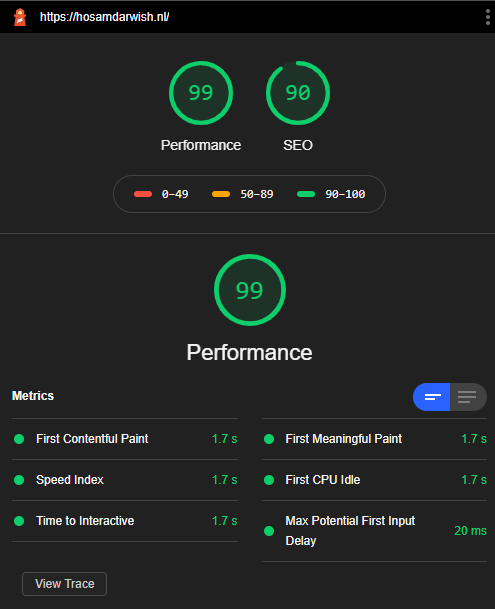 https://hosamdarwish.nl/
99
90
Performance
SEO
0–49
50–89
90–100
99
Performance
Metrics
First Contentful Paint 1.7 s
First Meaningful Paint 1.7 s
Speed Index 1.7 s
First CPU Idle 1.7 s
Time to Interactive 1.7 s
Max Potential First Input
Delay
20 ms
View Trace